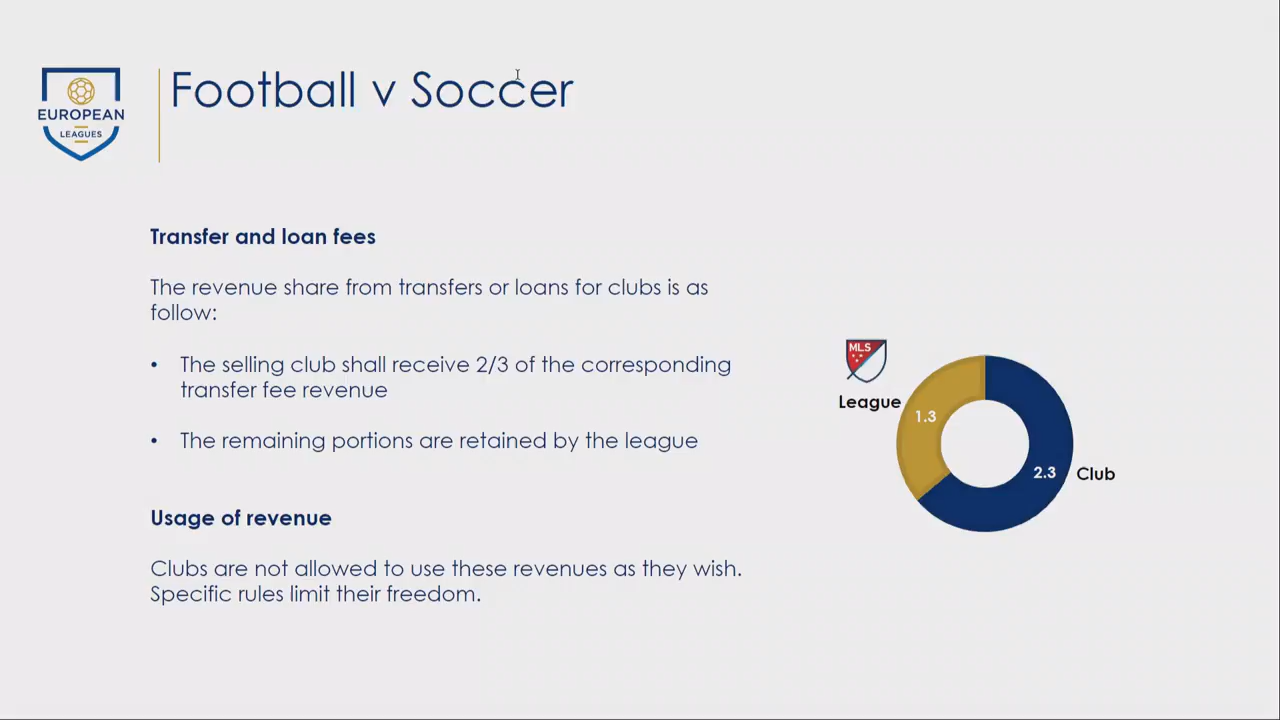 Football v Soccer
EUROPEAN
LEAGUES
Transfer and loan fees
The revenue share from transfers or loans for clubs is as
follow:
• The selling club shall receive 2/3 of the corresponding
transfer fee revenue
• The remaining portions are retained by the league
Usage of revenue
Clubs are not allowed to use these revenues as they wish.
Specific rules limit their freedom.
MLS
League
1.3
2.3
Club